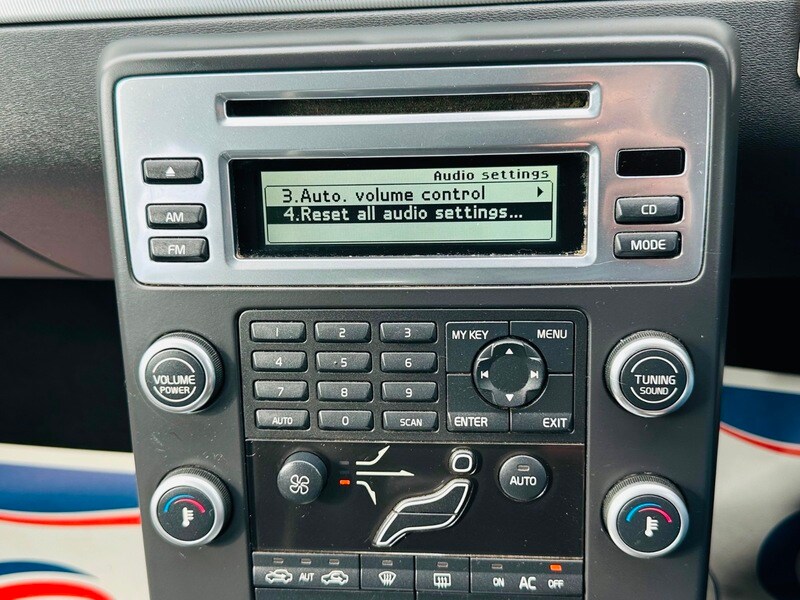 Audio settings
3.Auto. volume control
4.Reset all audio settings...
AM
FM
CD
MODE
1 2 3
4 5 6
7 8 9
AUTO 0 SCAN
MY KEY MENU
ENTER EXIT
VOLUME
POWER
TUNING
SOUND
AUTO
AUT
ON AC OFF